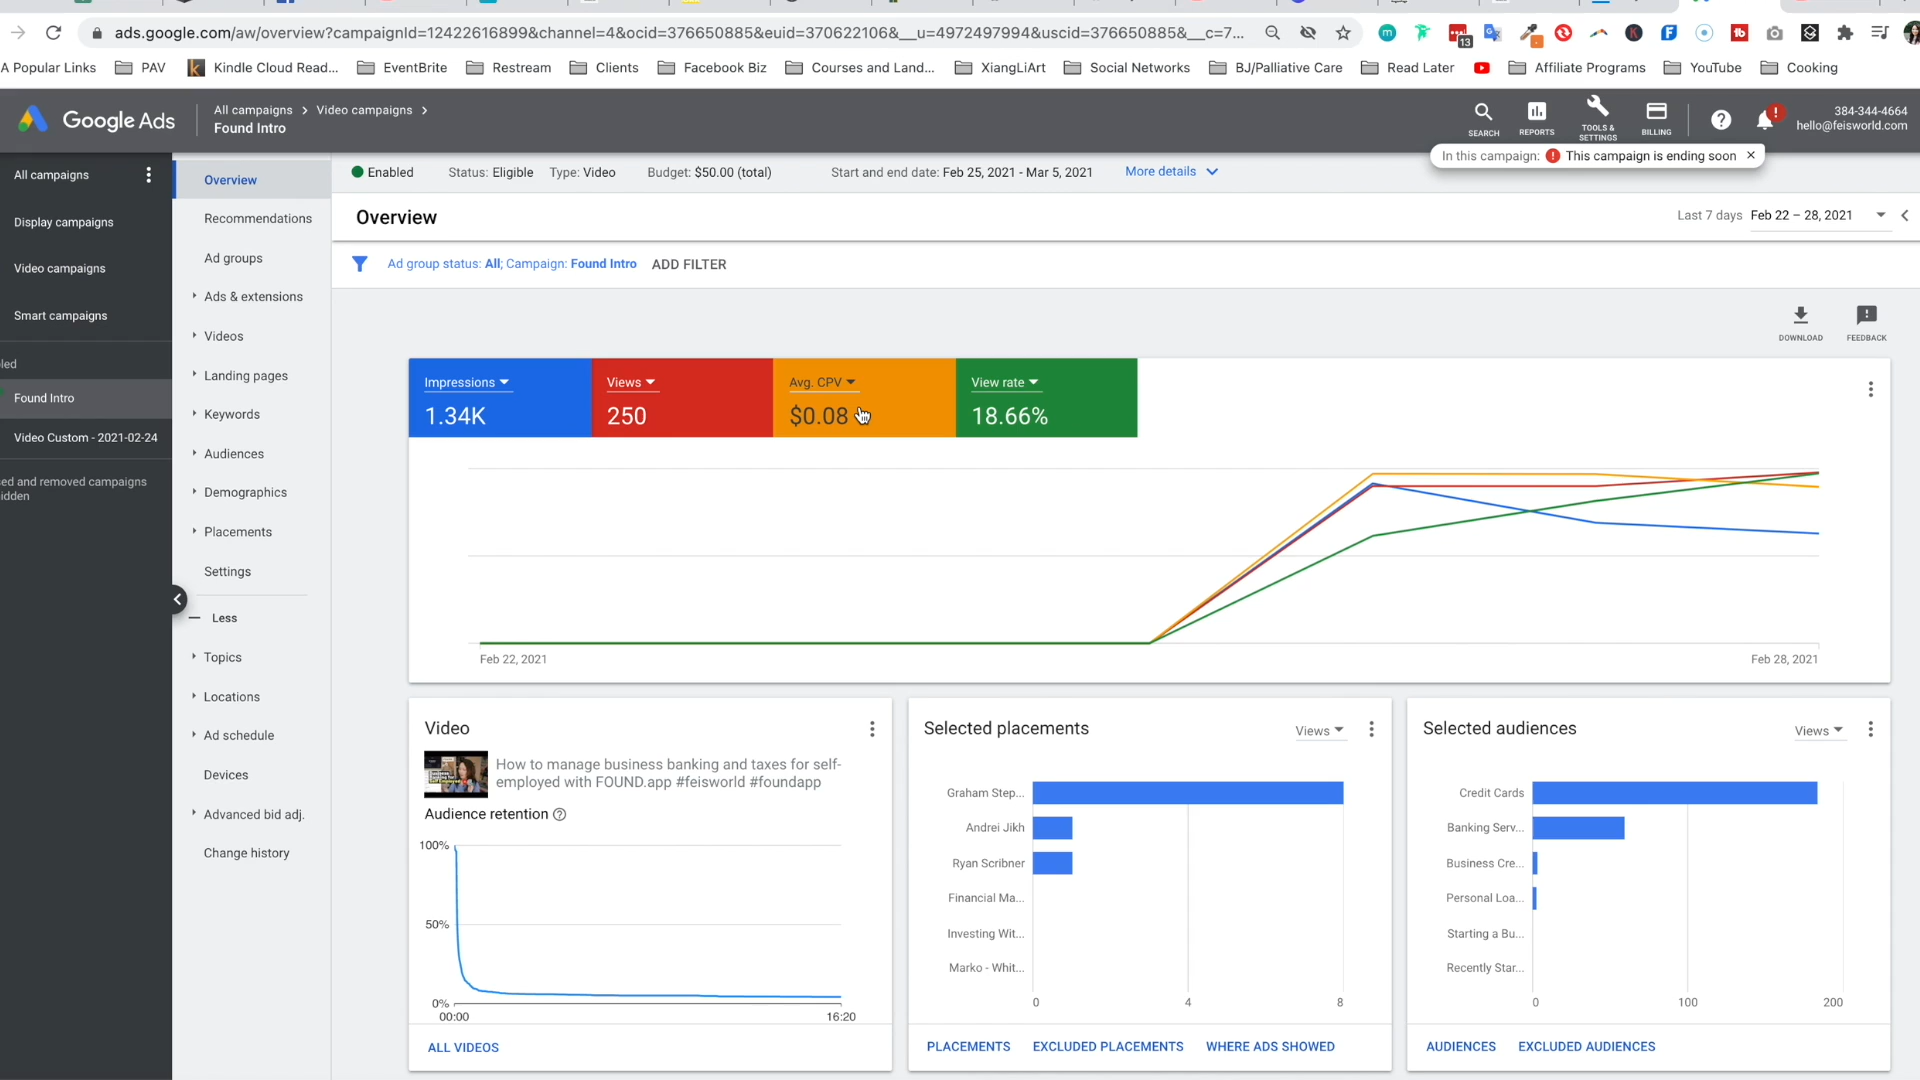 ads.google.com/aw/overview?campaignId=12422616899&channel=4&ocid=376650885&euid=370622106&__u=4972497994&uscid=376650885&__c=7...
13
A Popular Links
PAV
Kindle Cloud Read...
EventBrite
Restream
Clients
Facebook Biz
Courses and Land...
XiangLiArt
Social Networks
BJ/Palliative Care
Read Later
Affiliate Programs
YouTube
Cooking
Google Ads
All campaigns > Video campaigns >
Found Intro
SEARCH
REPORTS
TOOLS & SETTINGS
BILLING
384-344-4664
hello@feisworld.com
In this campaign: This campaign is ending soon
All campaigns
Display campaigns
Video campaigns
Smart campaigns
led
Found Intro
Video Custom - 2021-02-24
sed and removed campaigns
idden
Overview
Recommendations
Ad groups
Ads & extensions
Videos
Landing pages
Keywords
Audiences
Demographics
Placements
Settings
Less
Topics
Locations
Ad schedule
Devices
Advanced bid adj.
Change history
Enabled Status: Eligible Type: Video Budget: $50.00 (total) Start and end date: Feb 25, 2021 - Mar 5, 2021 More details
Overview
Last 7 days Feb 22 – 28, 2021
Ad group status: All; Campaign: Found Intro ADD FILTER
DOWNLOAD
FEEDBACK
Impressions
1.34K
Views
250
Avg. CPV
$0.08
View rate
18.66%
Feb 22, 2021
Feb 28, 2021
Video
How to manage business banking and taxes for self-
employed with FOUND.app #feisworld #foundapp
Audience retention
100%
50%
0%
00:00
16:20
ALL VIDEOS
Selected placements
Views
Graham Step...
Andrei Jikh
Ryan Scribner
Financial Ma...
Investing Wit...
Marko - Whit...
0 4 8
PLACEMENTS EXCLUDED PLACEMENTS WHERE ADS SHOWED
Selected audiences
Views
Credit Cards
Banking Serv...
Business Cre...
Personal Loa...
Starting a Bu...
Recently Star...
0 100 200
AUDIENCES EXCLUDED AUDIENCES